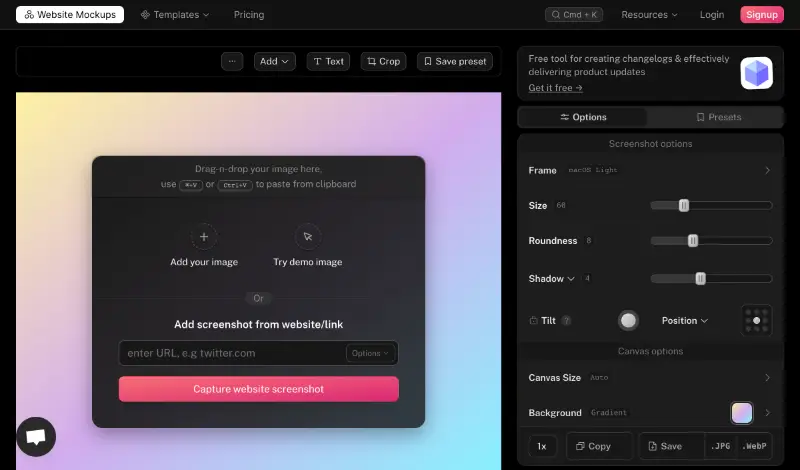 Website Mockups
Templates
Pricing
Cmd + K
Resources
Login
Signup
...
Add
Text
Crop
Save preset
Free tool for creating changelogs & effectively
delivering product updates
Get it free →
Options
Presets
Drag-n-drop your image here,
use ⌘+V or Ctrl+V to paste from clipboard
Add your image
Try demo image
Or
Add screenshot from website/link
enter URL, e.g twitter.com
Options
Capture website screenshot
Screenshot options
Frame macOS Light
Size 60
Roundness 8
Shadow 4
Tilt ?
Position
Canvas options
Canvas Size Auto
Background Gradient
1x
Copy
Save
.JPG
.WebP